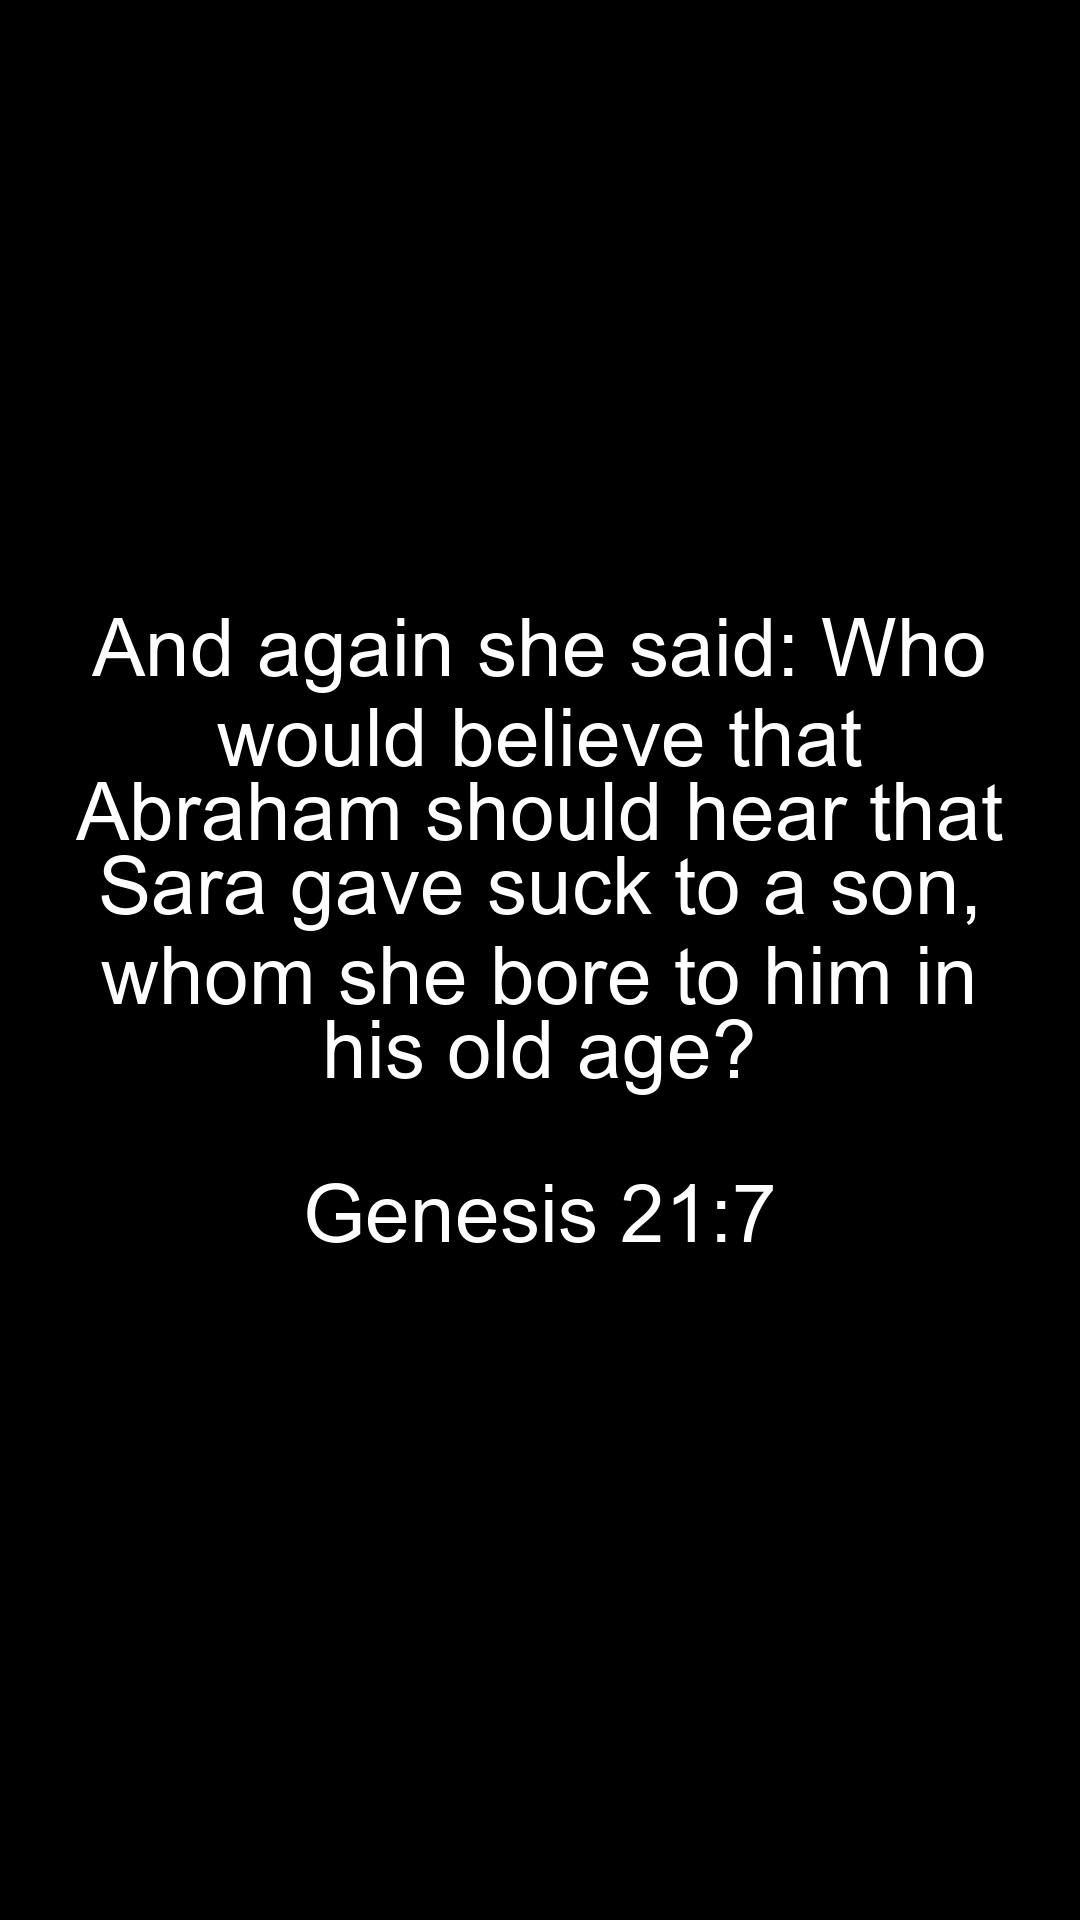 And again she said: Who
would believe that
Abraham should hear that
Sara gave suck to a son,
whom she bore to him in
his old age?
Genesis 21:7